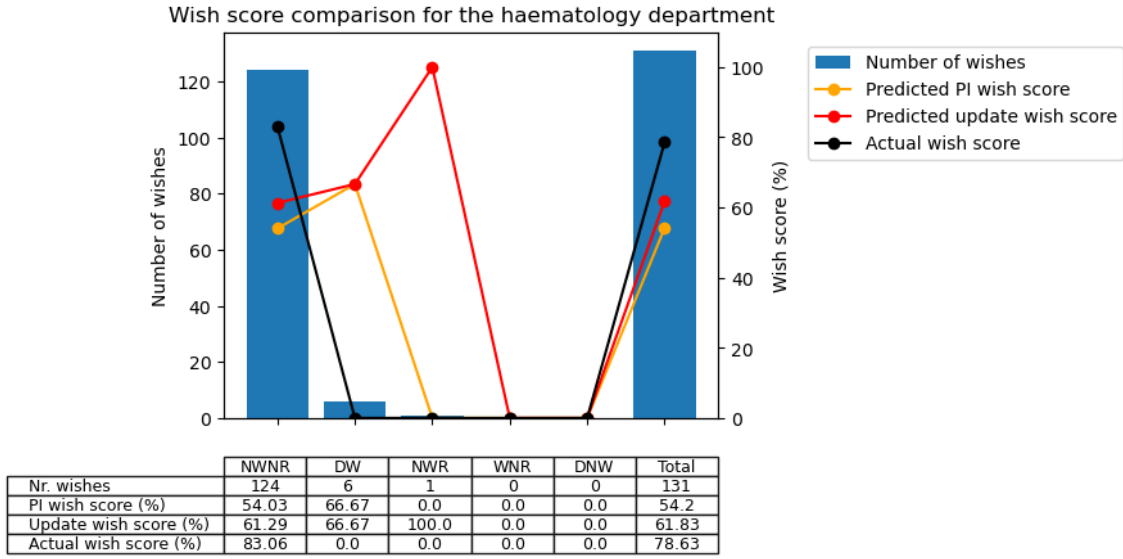 Wish score comparison for the haematology department
Number of wishes
120
100
80
60
40
20
0
100
80
60
40
20
0
Wish score (%)
Number of wishes
Predicted PI wish score
Predicted update wish score
Actual wish score
NWNR DW NWR WNR DNW Total
Nr. wishes 124 6 1 0 0 131
PI wish score (%) 54.03 66.67 0.0 0.0 0.0 54.2
Update wish score (%) 61.29 66.67 100.0 0.0 0.0 61.83
Actual wish score (%) 83.06 0.0 0.0 0.0 0.0 78.63